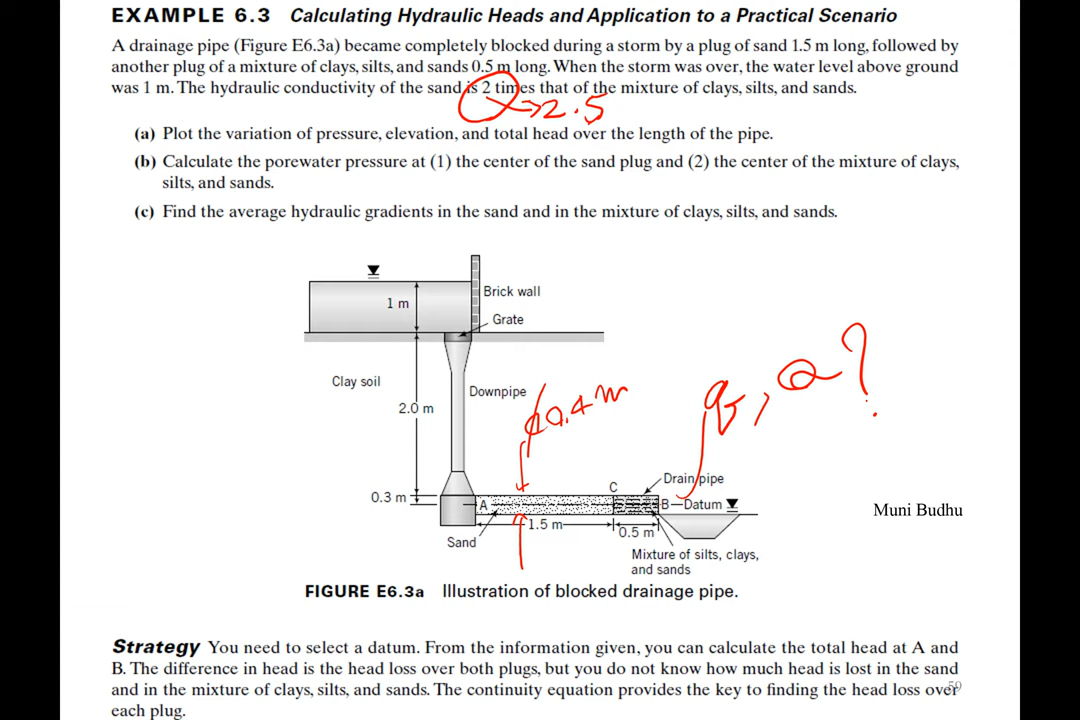 EXAMPLE 6.3 Calculating Hydraulic Heads and Application to a Practical Scenario
A drainage pipe (Figure E6.3a) became completely blocked during a storm by a plug of sand 1.5 m long, followed by
another plug of a mixture of clays, silts, and sands 0.5 m long. When the storm was over, the water level above ground
was 1 m. The hydraulic conductivity of the sand is 2 times that of the mixture of clays, silts, and sands.
→2.5
(a) Plot the variation of pressure, elevation, and total head over the length of the pipe.
(b) Calculate the porewater pressure at (1) the center of the sand plug and (2) the center of the mixture of clays,
silts, and sands.
(c) Find the average hydraulic gradients in the sand and in the mixture of clays, silts, and sands.
1 m
Brick wall
Grate
Clay soil
Downpipe
2.0 m
ϕ0.4 m
q, Q?
C
Drain pipe
0.3 m
A
B—Datum
Muni Budhu
1.5 m
0.5 m
Sand
Mixture of silts, clays,
and sands
FIGURE E6.3a Illustration of blocked drainage pipe.
Strategy You need to select a datum. From the information given, you can calculate the total head at A and
B. The difference in head is the head loss over both plugs, but you do not know how much head is lost in the sand
and in the mixture of clays, silts, and sands. The continuity equation provides the key to finding the head loss over
each plug.
59